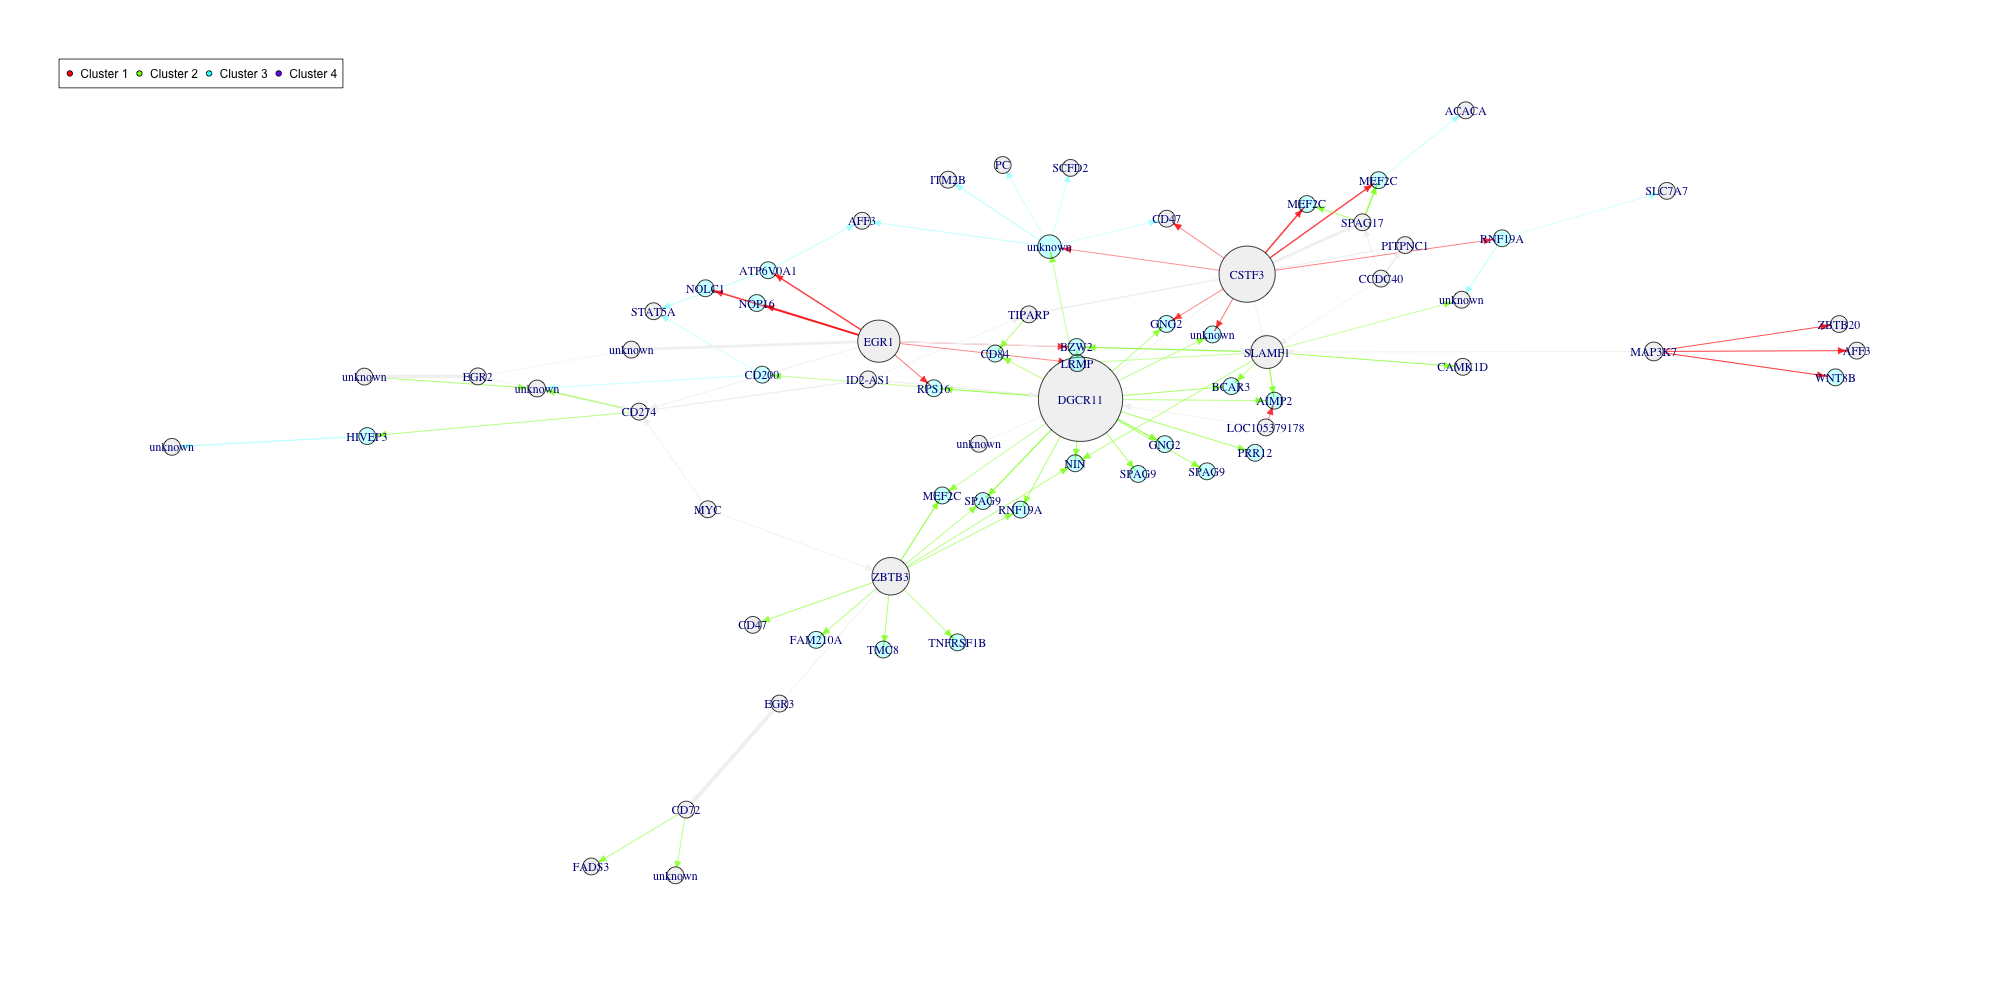 Cluster 1 Cluster 2 Cluster 3 Cluster 4
ACACA
PC
SCFD2
ITM2B
MEF2C
SLC7A7
MEF2C
CD47
AFF3
SPAG17
RNF19A
PITPNC1
unknown
ATP6V0A1
CSTF3
CCDC40
NOLC1
NOP16
unknown
STAT5A
TIPARP
GNG2
ZBTB20
unknown
EGR1
BZW2
unknown
CD84
SLAMF1
MAP3K7
AFF3
LRMP
CAMK1D
unknown
EGR2
CD200
ID2-AS1
WNT8B
unknown
RPS16
BCAR3
DGCR11
AIMP2
CD274
LOC105379178
HIVEP3
unknown
unknown
GNG2
PRR12
NIN
SPAG9
SPAG9
MEF2C
SPAG9
RNF19A
MYC
ZBTB3
CD47
FAM210A
TMC8
TNFRSF1B
EGR3
CD72
FADS3
unknown